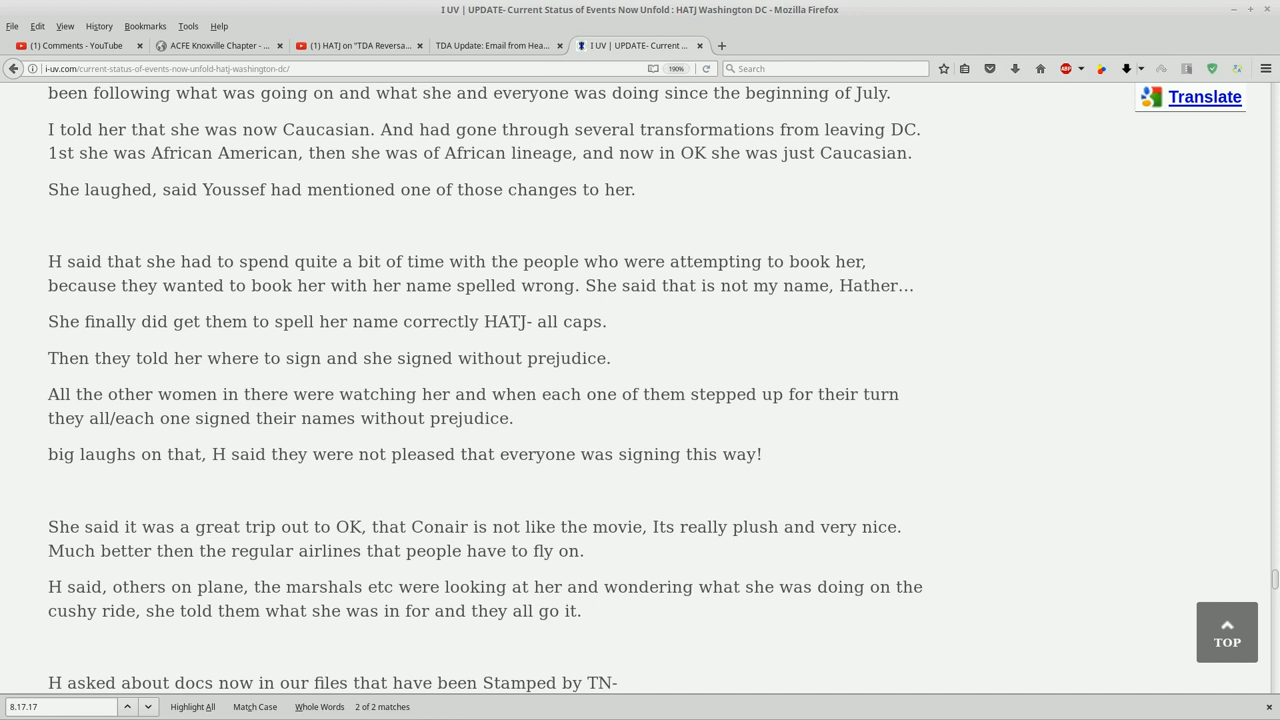 I UV | UPDATE- Current Status of Events Now Unfold : HATJ Washington DC - Mozilla Firefox
File Edit View History Bookmarks Tools Help
(1) Comments - YouTube
ACFE Knoxville Chapter - ...
(1) HATJ on "TDA Reversa...
TDA Update: Email from Hea...
I UV | UPDATE- Current ...
i-uv.com/current-status-of-events-now-unfold-hatj-washington-dc/
190%
Search
ABP
Translate
been following what was going on and what she and everyone was doing since the beginning of July.
I told her that she was now Caucasian. And had gone through several transformations from leaving DC.
1st she was African American, then she was of African lineage, and now in OK she was just Caucasian.
She laughed, said Youssef had mentioned one of those changes to her.
H said that she had to spend quite a bit of time with the people who were attempting to book her,
because they wanted to book her with her name spelled wrong. She said that is not my name, Hather…
She finally did get them to spell her name correctly HATJ- all caps.
Then they told her where to sign and she signed without prejudice.
All the other women in there were watching her and when each one of them stepped up for their turn
they all/each one signed their names without prejudice.
big laughs on that, H said they were not pleased that everyone was signing this way!
She said it was a great trip out to OK, that Conair is not like the movie, Its really plush and very nice.
Much better then the regular airlines that people have to fly on.
H said, others on plane, the marshals etc were looking at her and wondering what she was doing on the
cushy ride, she told them what she was in for and they all go it.
TOP
H asked about docs now in our files that have been Stamped by TN-
8.17.17
Highlight All Match Case Whole Words 2 of 2 matches